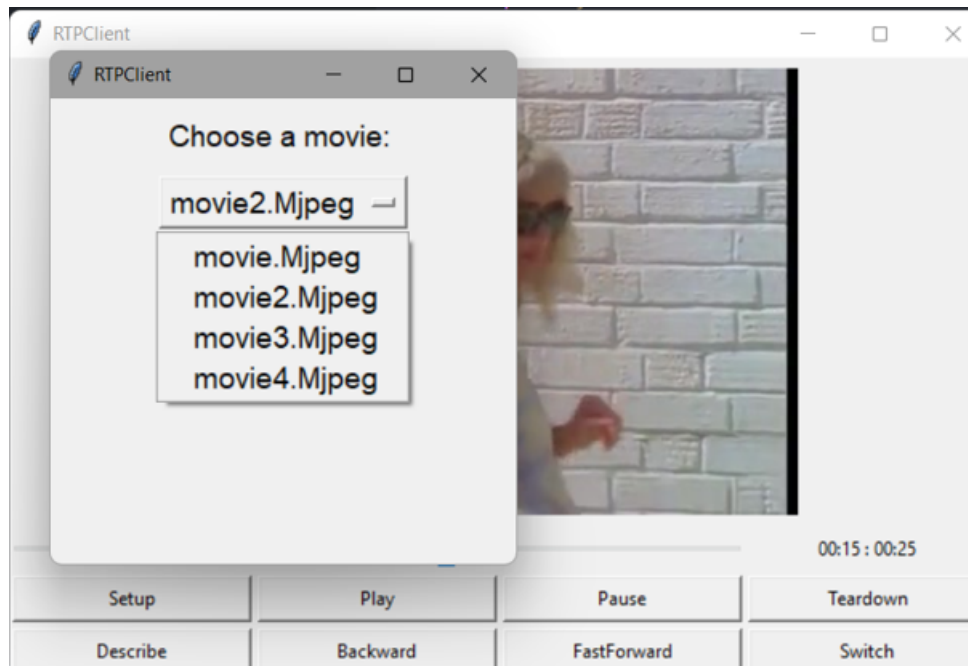 RTPClient
RTPClient
Choose a movie:
movie2.Mjpeg
movie.Mjpeg
movie2.Mjpeg
movie3.Mjpeg
movie4.Mjpeg
00:15 : 00:25
Setup Play Pause Teardown
Describe Backward FastForward Switch